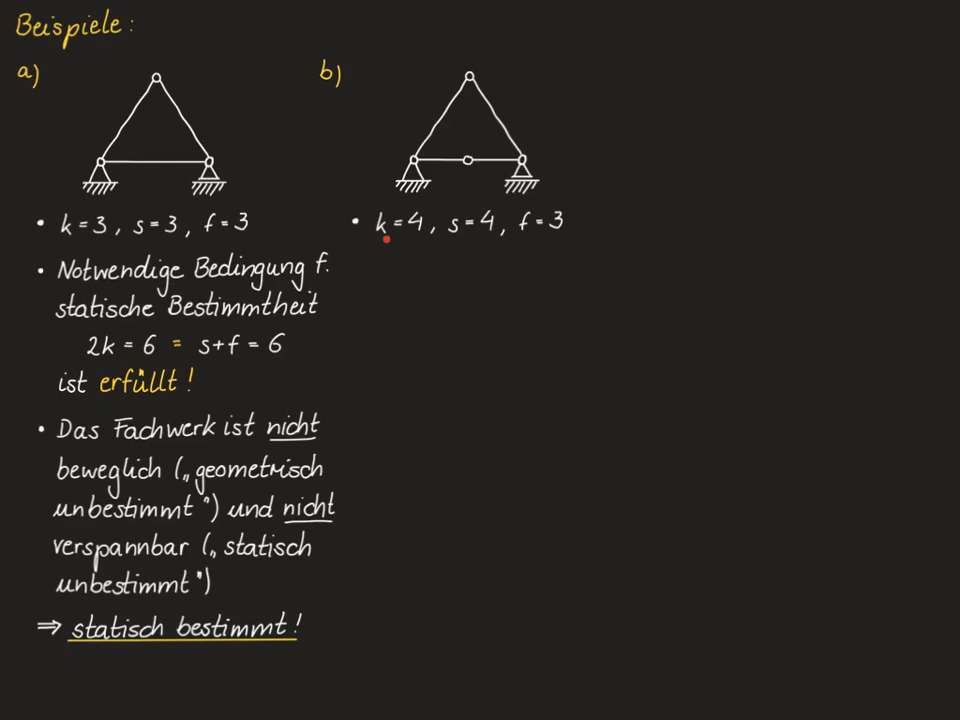 Beispiele:
a)
• k = 3, s = 3, f = 3
• Notwendige Bedingung f.
statische Bestimmtheit
2k = 6 = s+f = 6
ist erfüllt!
• Das Fachwerk ist nicht
beweglich („geometrisch
unbestimmt") und nicht
verspannbar („statisch
unbestimmt")
⇒ statisch bestimmt!
b)
• k = 4, s = 4, f = 3